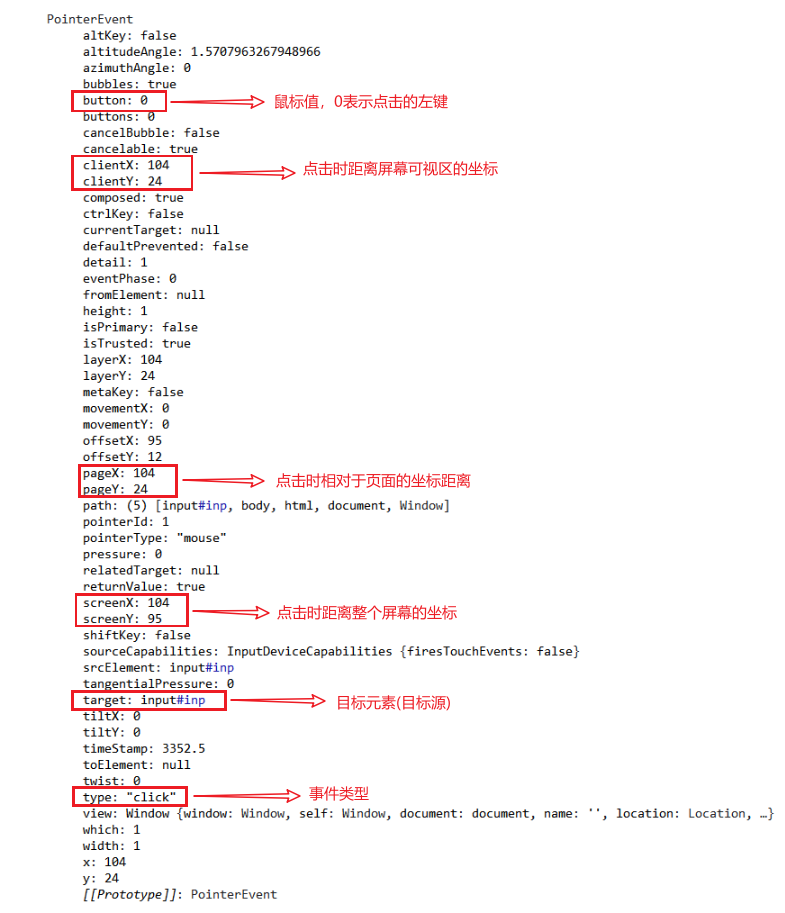 PointerEvent
altKey: false
altitudeAngle: 1.5707963267948966
azimuthAngle: 0
bubbles: true
button: 0 鼠标值，0表示点击的左键
buttons: 0
cancelBubble: false
cancelable: true
clientX: 104 点击时距离屏幕可视区的坐标
clientY: 24
composed: true
ctrlKey: false
currentTarget: null
defaultPrevented: false
detail: 1
eventPhase: 0
fromElement: null
height: 1
isPrimary: false
isTrusted: true
layerX: 104
layerY: 24
metaKey: false
movementX: 0
movementY: 0
offsetX: 95
offsetY: 12
pageX: 104 点击时相对于页面的坐标距离
pageY: 24
path: (5) [input#inp, body, html, document, Window]
pointerId: 1
pointerType: "mouse"
pressure: 0
relatedTarget: null
returnValue: true
screenX: 104 点击时距离整个屏幕的坐标
screenY: 95
shiftKey: false
sourceCapabilities: InputDeviceCapabilities {firesTouchEvents: false}
srcElement: input#inp
tangentialPressure: 0
target: input#inp 目标元素(目标源)
tiltX: 0
tiltY: 0
timeStamp: 3352.5
toElement: null
twist: 0
type: "click" 事件类型
view: Window {window: Window, self: Window, document: document, name: '', location: Location, …}
which: 1
width: 1
x: 104
y: 24
[[Prototype]]: PointerEvent